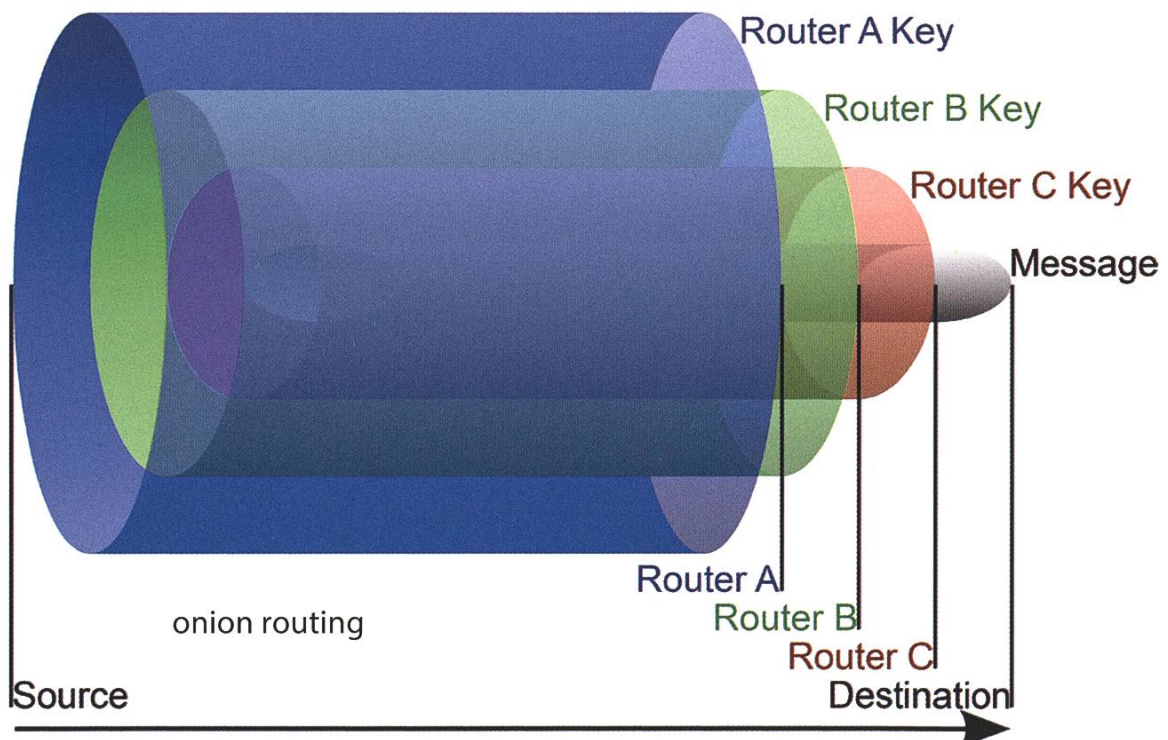 Router A Key
Router B Key
Router C Key
Message
Router A
Router B
onion routing
Router C
Source
Destination